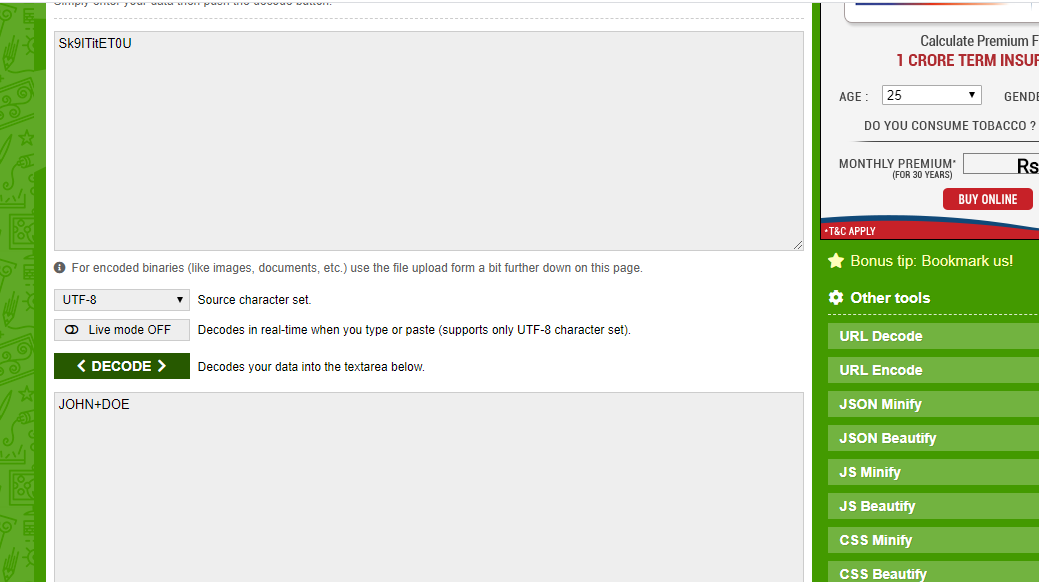 Simply enter your data then push the decode button.
Sk9ITitET0U
For encoded binaries (like images, documents, etc.) use the file upload form a bit further down on this page.
UTF-8
Source character set.
Live mode OFF
Decodes in real-time when you type or paste (supports only UTF-8 character set).
DECODE
Decodes your data into the textarea below.
JOHN+DOE
Calculate Premium F
1 CRORE TERM INSUR
AGE :
25
GENDE
DO YOU CONSUME TOBACCO ?
MONTHLY PREMIUM*
(FOR 30 YEARS)
Rs
BUY ONLINE
*T&C APPLY
Bonus tip: Bookmark us!
Other tools
URL Decode
URL Encode
JSON Minify
JSON Beautify
JS Minify
JS Beautify
CSS Minify
CSS Beautify